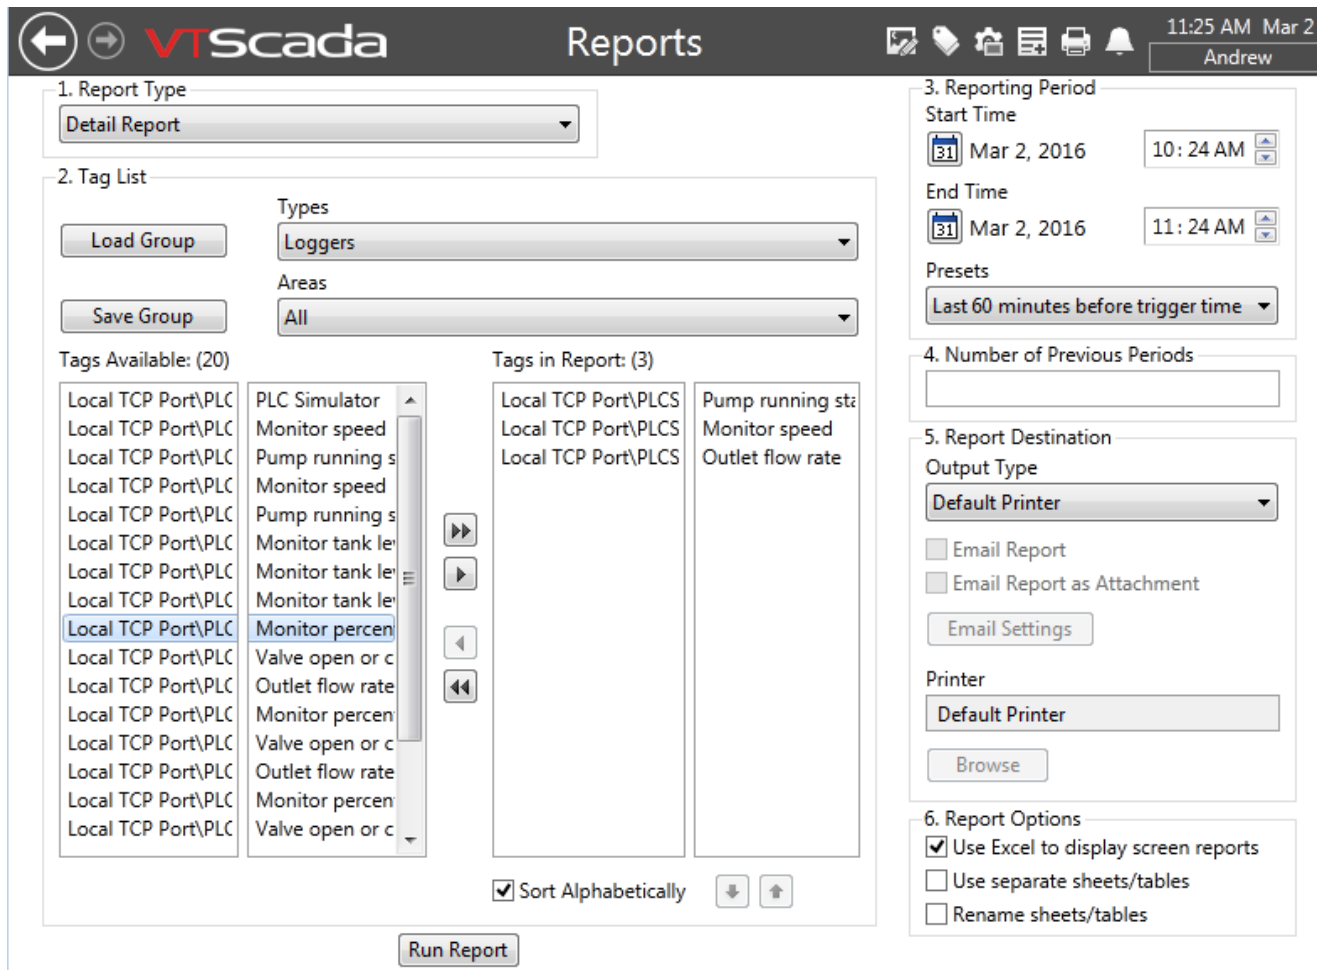 VTScada
Reports
11:25 AM Mar 2
Andrew
1. Report Type
Detail Report
2. Tag List
Types
Load Group
Loggers
Areas
Save Group
All
Tags Available: (20)
Local TCP Port\PLC PLC Simulator
Local TCP Port\PLC Monitor speed
Local TCP Port\PLC Pump running s
Local TCP Port\PLC Monitor speed
Local TCP Port\PLC Pump running s
Local TCP Port\PLC Monitor tank le
Local TCP Port\PLC Monitor tank le
Local TCP Port\PLC Monitor tank le
Local TCP Port\PLC Monitor percen
Local TCP Port\PLC Valve open or c
Local TCP Port\PLC Outlet flow rate
Local TCP Port\PLC Monitor percen
Local TCP Port\PLC Valve open or c
Local TCP Port\PLC Outlet flow rate
Local TCP Port\PLC Monitor percen
Local TCP Port\PLC Valve open or c
Tags in Report: (3)
Local TCP Port\PLCS Pump running sta
Local TCP Port\PLCS Monitor speed
Local TCP Port\PLCS Outlet flow rate
Sort Alphabetically
Run Report
3. Reporting Period
Start Time
31 Mar 2, 2016 10:24 AM
End Time
31 Mar 2, 2016 11:24 AM
Presets
Last 60 minutes before trigger time
4. Number of Previous Periods
5. Report Destination
Output Type
Default Printer
Email Report
Email Report as Attachment
Email Settings
Printer
Default Printer
Browse
6. Report Options
Use Excel to display screen reports
Use separate sheets/tables
Rename sheets/tables